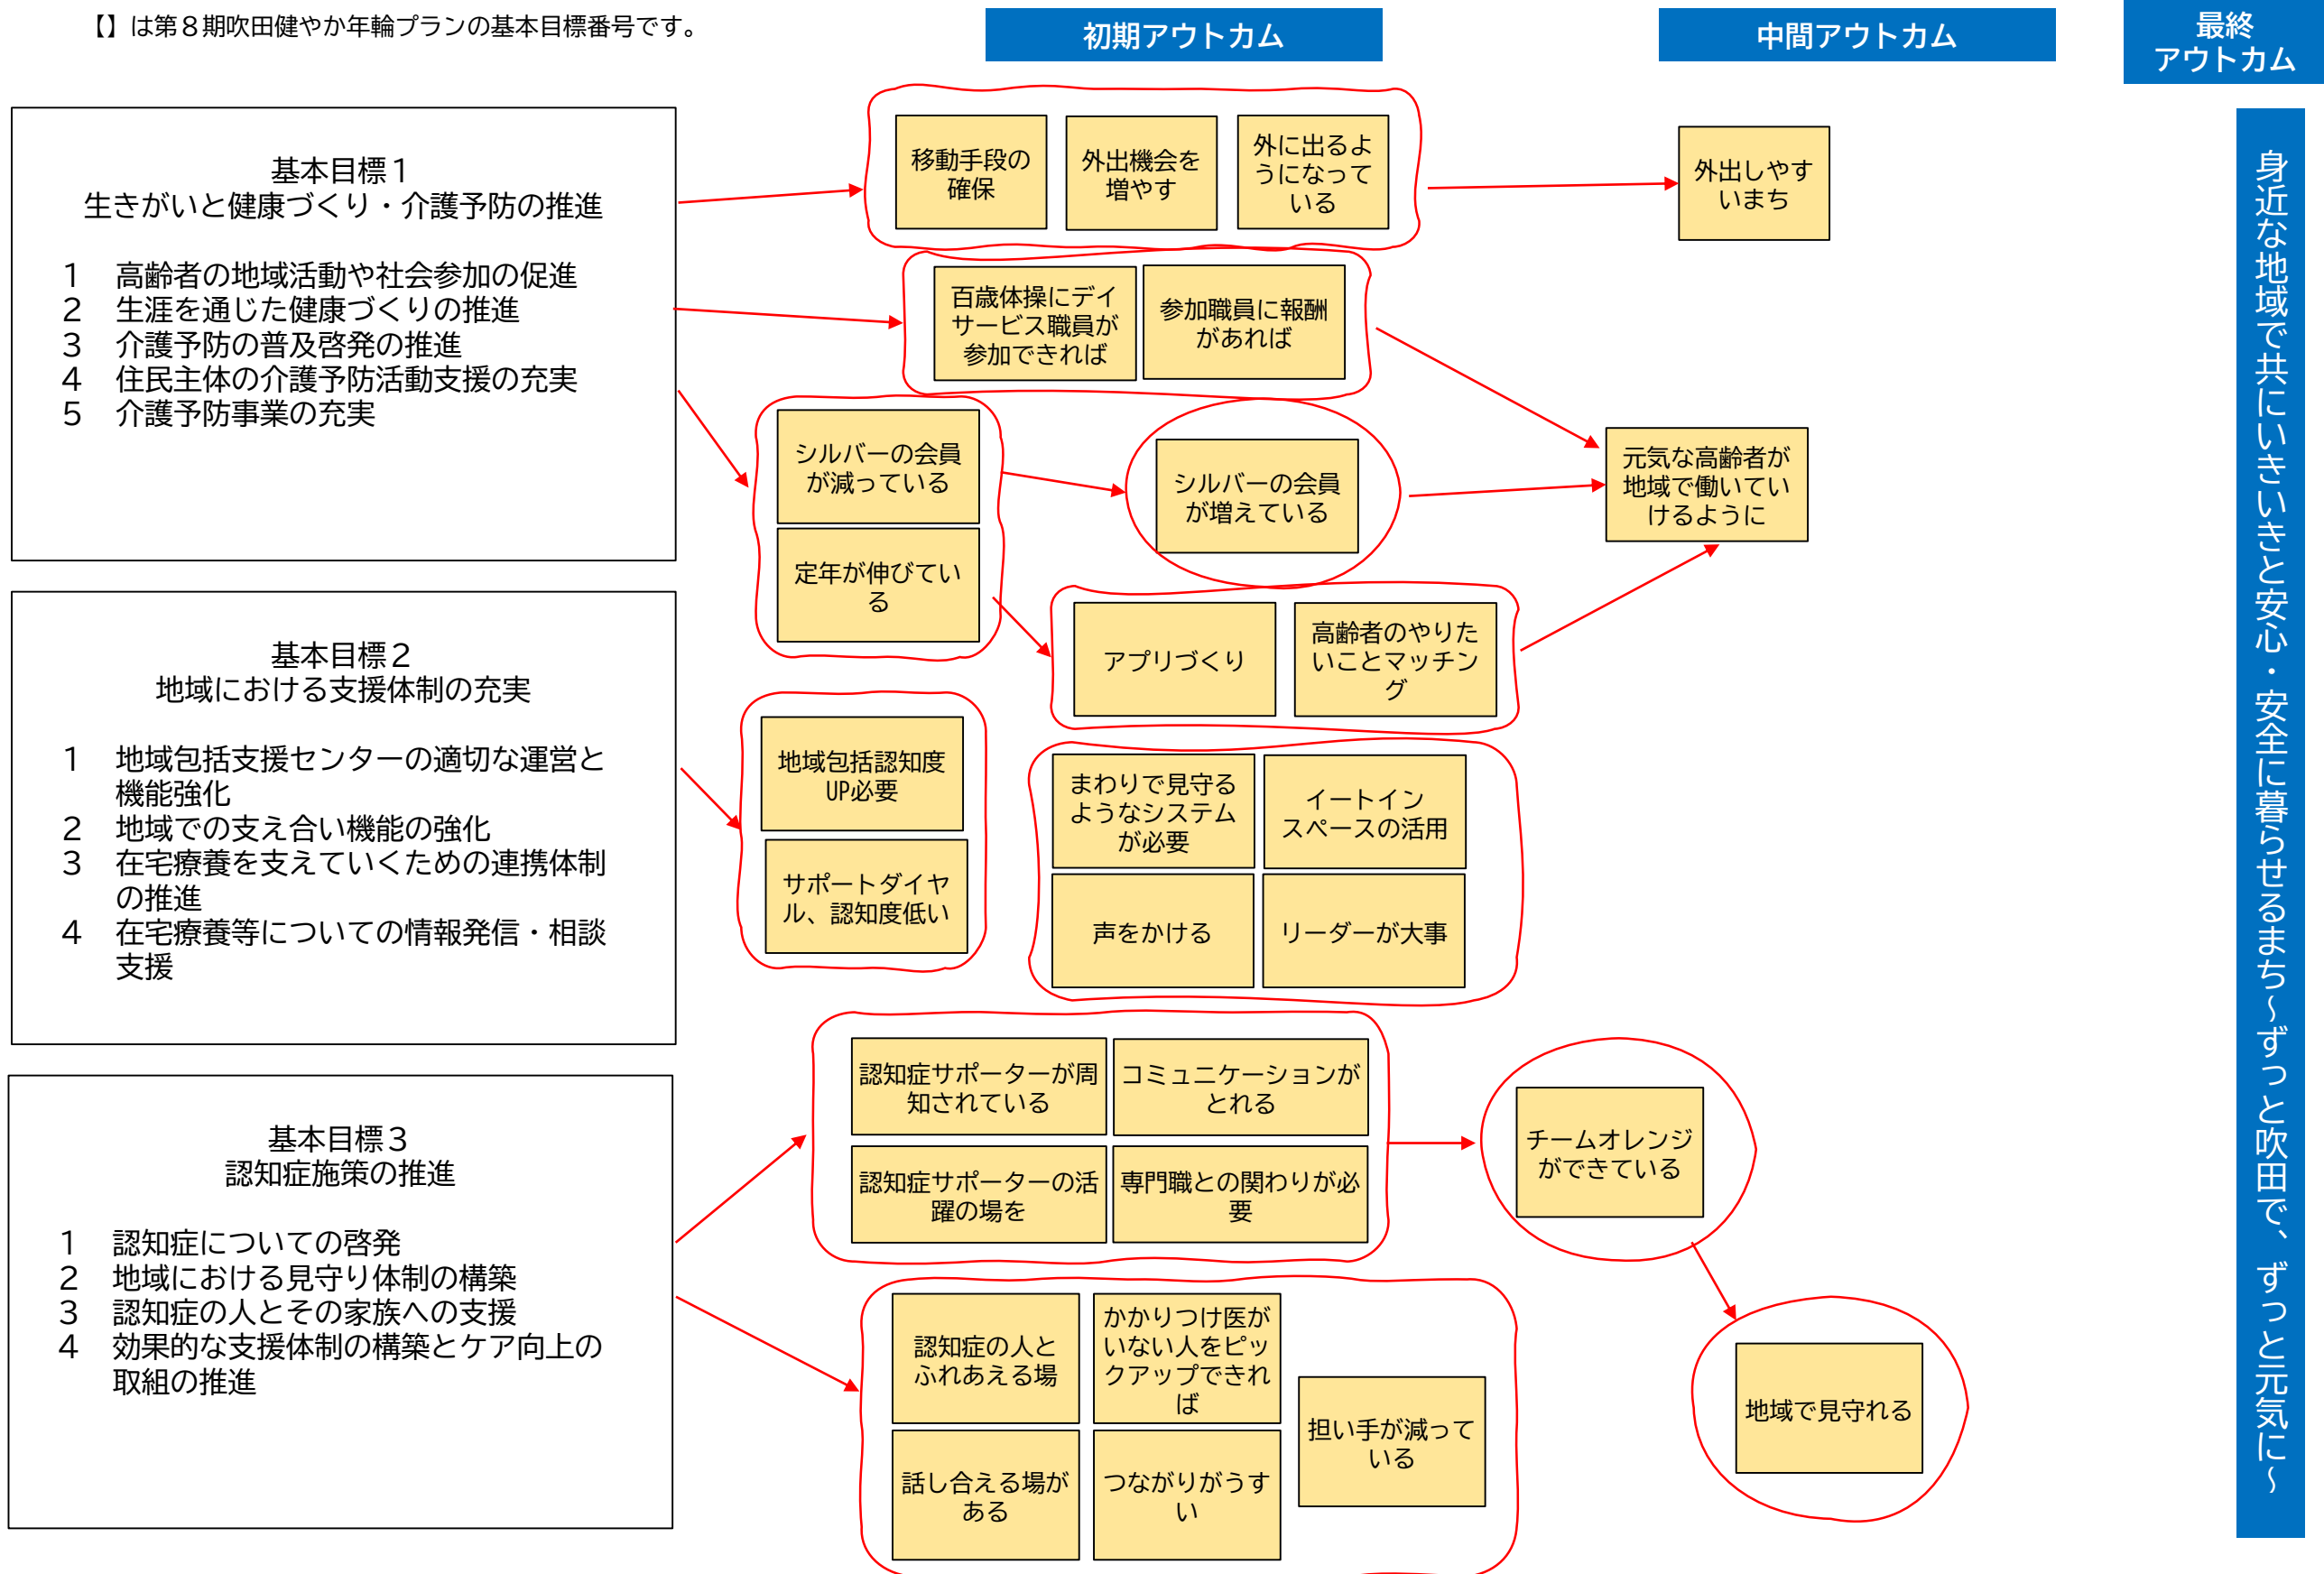 【】は第８期吹田健やか年輪プランの基本目標番号です。
初期アウトカム
中間アウトカム
最終
アウトカム
基本目標１
生きがいと健康づくり・介護予防の推進
1 高齢者の地域活動や社会参加の促進
2 生涯を通じた健康づくりの推進
3 介護予防の普及啓発の推進
4 住民主体の介護予防活動支援の充実
5 介護予防事業の充実
移動手段の
確保
外出機会を
増やす
外に出るよ
うになって
いる
外出しやす
いまち
百歳体操にデイ
サービス職員が
参加できれば
参加職員に報酬
があれば
シルバーの会員
が減っている
定年が伸びてい
る
シルバーの会員
が増えている
元気な高齢者が
地域で働いてい
けるように
アプリづくり
高齢者のやりた
いことマッチン
グ
基本目標２
地域における支援体制の充実
1 地域包括支援センターの適切な運営と
機能強化
2 地域での支え合い機能の強化
3 在宅療養を支えていくための連携体制
の推進
4 在宅療養等についての情報発信・相談
支援
地域包括認知度
UP必要
サポートダイヤ
ル、認知度低い
まわりで見守る
ようなシステム
が必要
イートイン
スペースの活用
声をかける
リーダーが大事
基本目標３
認知症施策の推進
1 認知症についての啓発
2 地域における見守り体制の構築
3 認知症の人とその家族への支援
4 効果的な支援体制の構築とケア向上の
取組の推進
認知症サポーターが周
知されている
コミュニケーションが
とれる
認知症サポーターの活
躍の場を
専門職との関わりが必
要
チームオレンジ
ができている
認知症の人と
ふれあえる場
かかりつけ医が
いない人をピッ
クアップできれ
ば
担い手が減って
いる
話し合える場が
ある
つながりがうす
い
地域で見守れる
身近な地域で共にいきいきと安心・安全に暮らせるまち～ずっと吹田で、ずっと元気に～